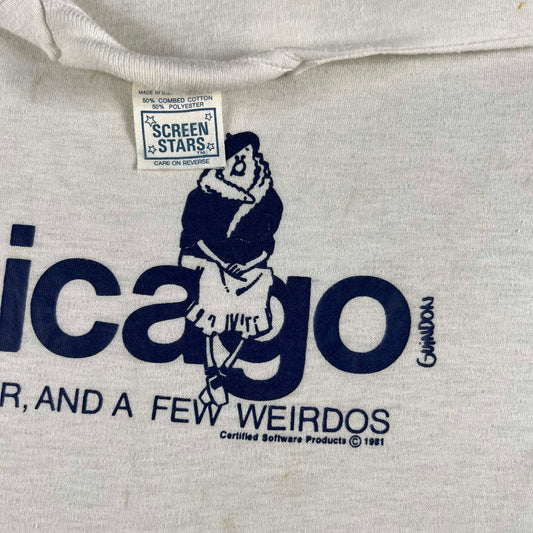 MADE IN U.S.
50% COMBED COTTON
50% POLYESTER
SCREEN
STARS
TM
CARE ON REVERSE
icago
GUINDON
R, AND A FEW WEIRDOS
Certified Software Products © 1981